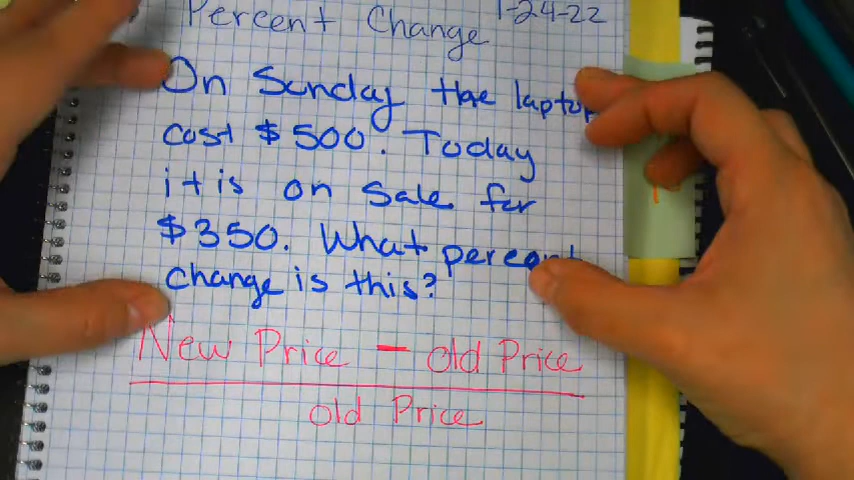 Percent Change 1-24-22
On Sunday the laptop
cost $500. Today
it is on sale for
$350. What percent
change is this?
New Price - old Price
old Price